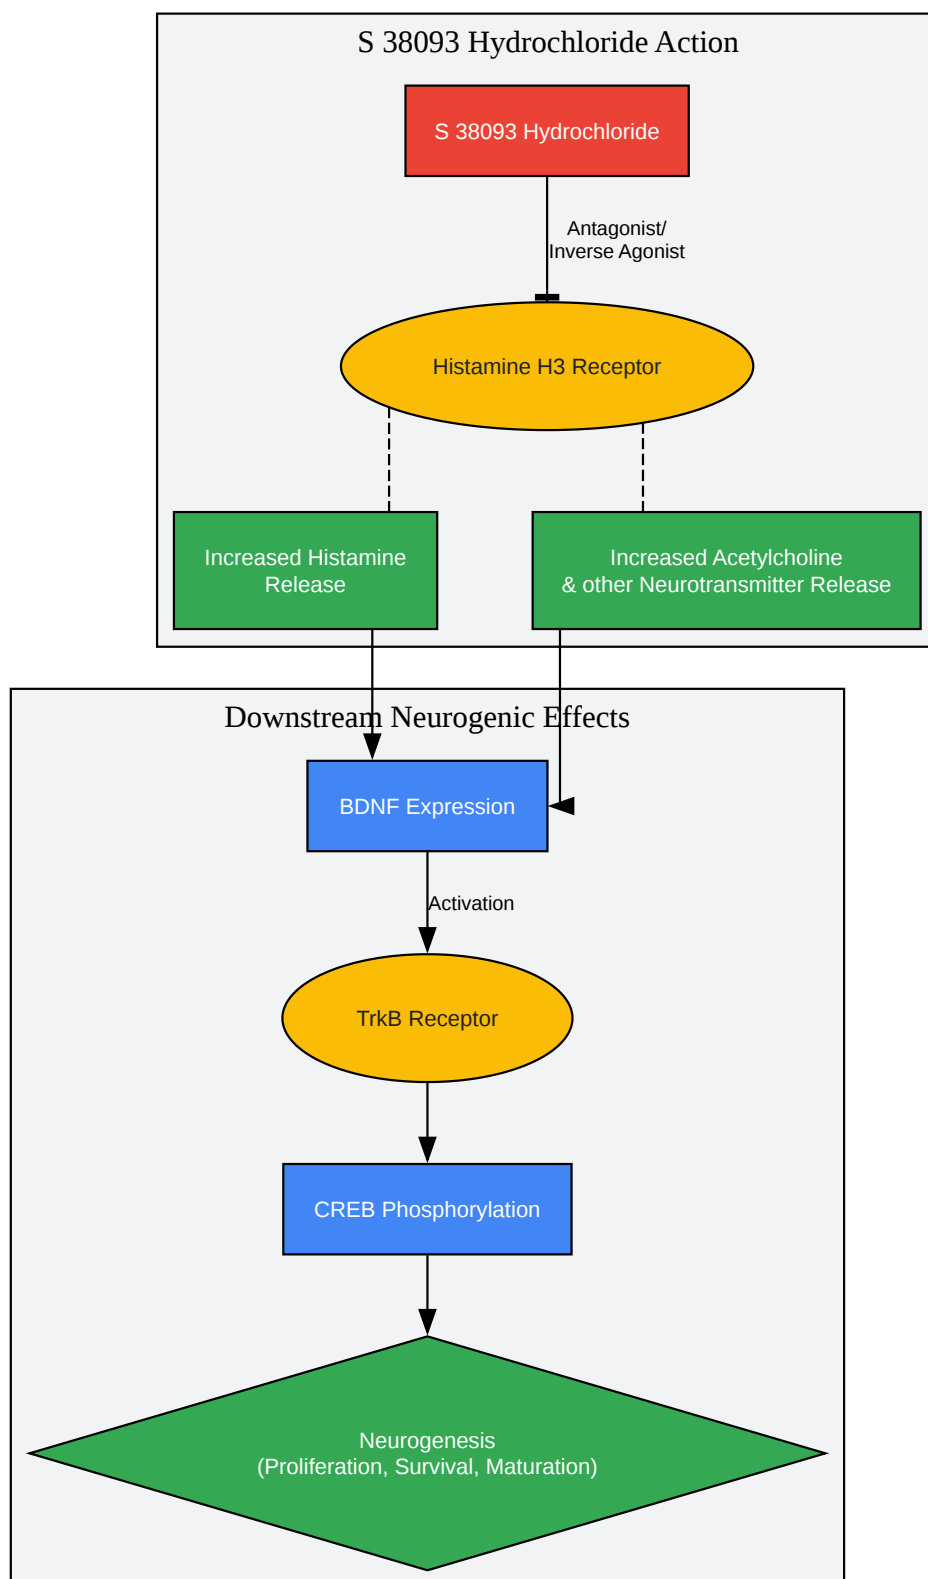 S 38093 Hydrochloride Action
S 38093 Hydrochloride
Antagonist/
Inverse Agonist
Histamine H3 Receptor
Increased Histamine
Release
Increased Acetylcholine
& other Neurotransmitter Release
Downstream Neurogenic Effects
BDNF Expression
Activation
TrkB Receptor
CREB Phosphorylation
Neurogenesis
(Proliferation, Survival, Maturation)